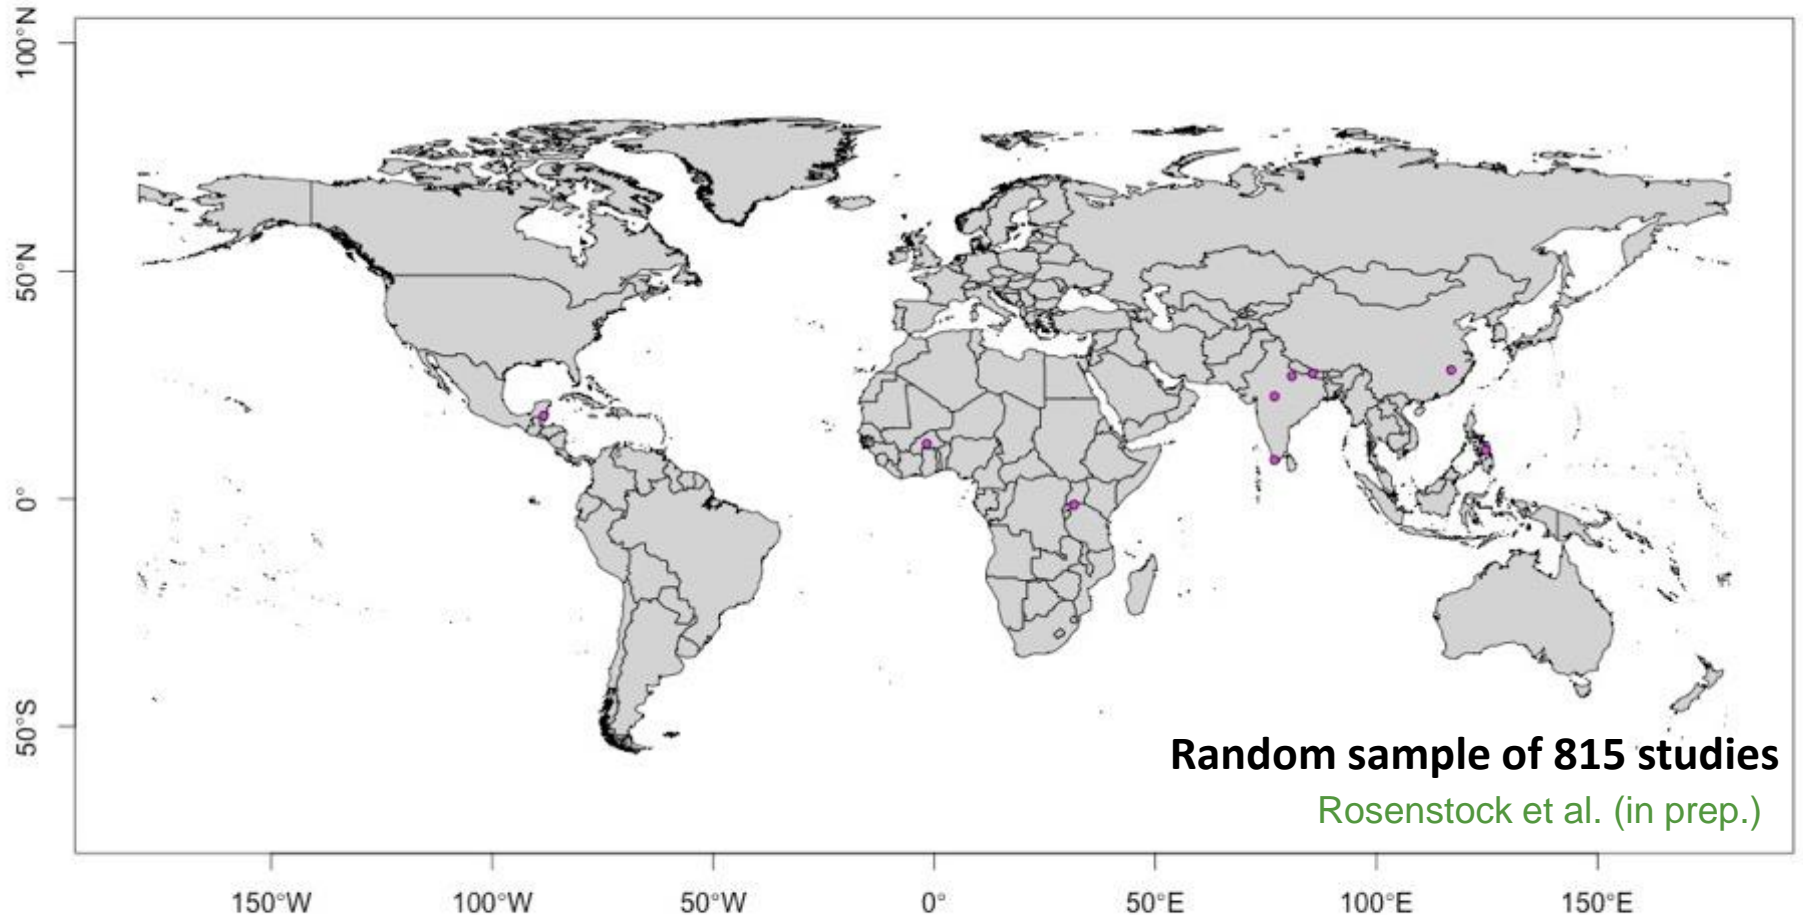 100°N
50°N
0°
50°S
Random sample of 815 studies
Rosenstock et al. (in prep.)
150°W 100°W 50°W 0° 50°E 100°E 150°E